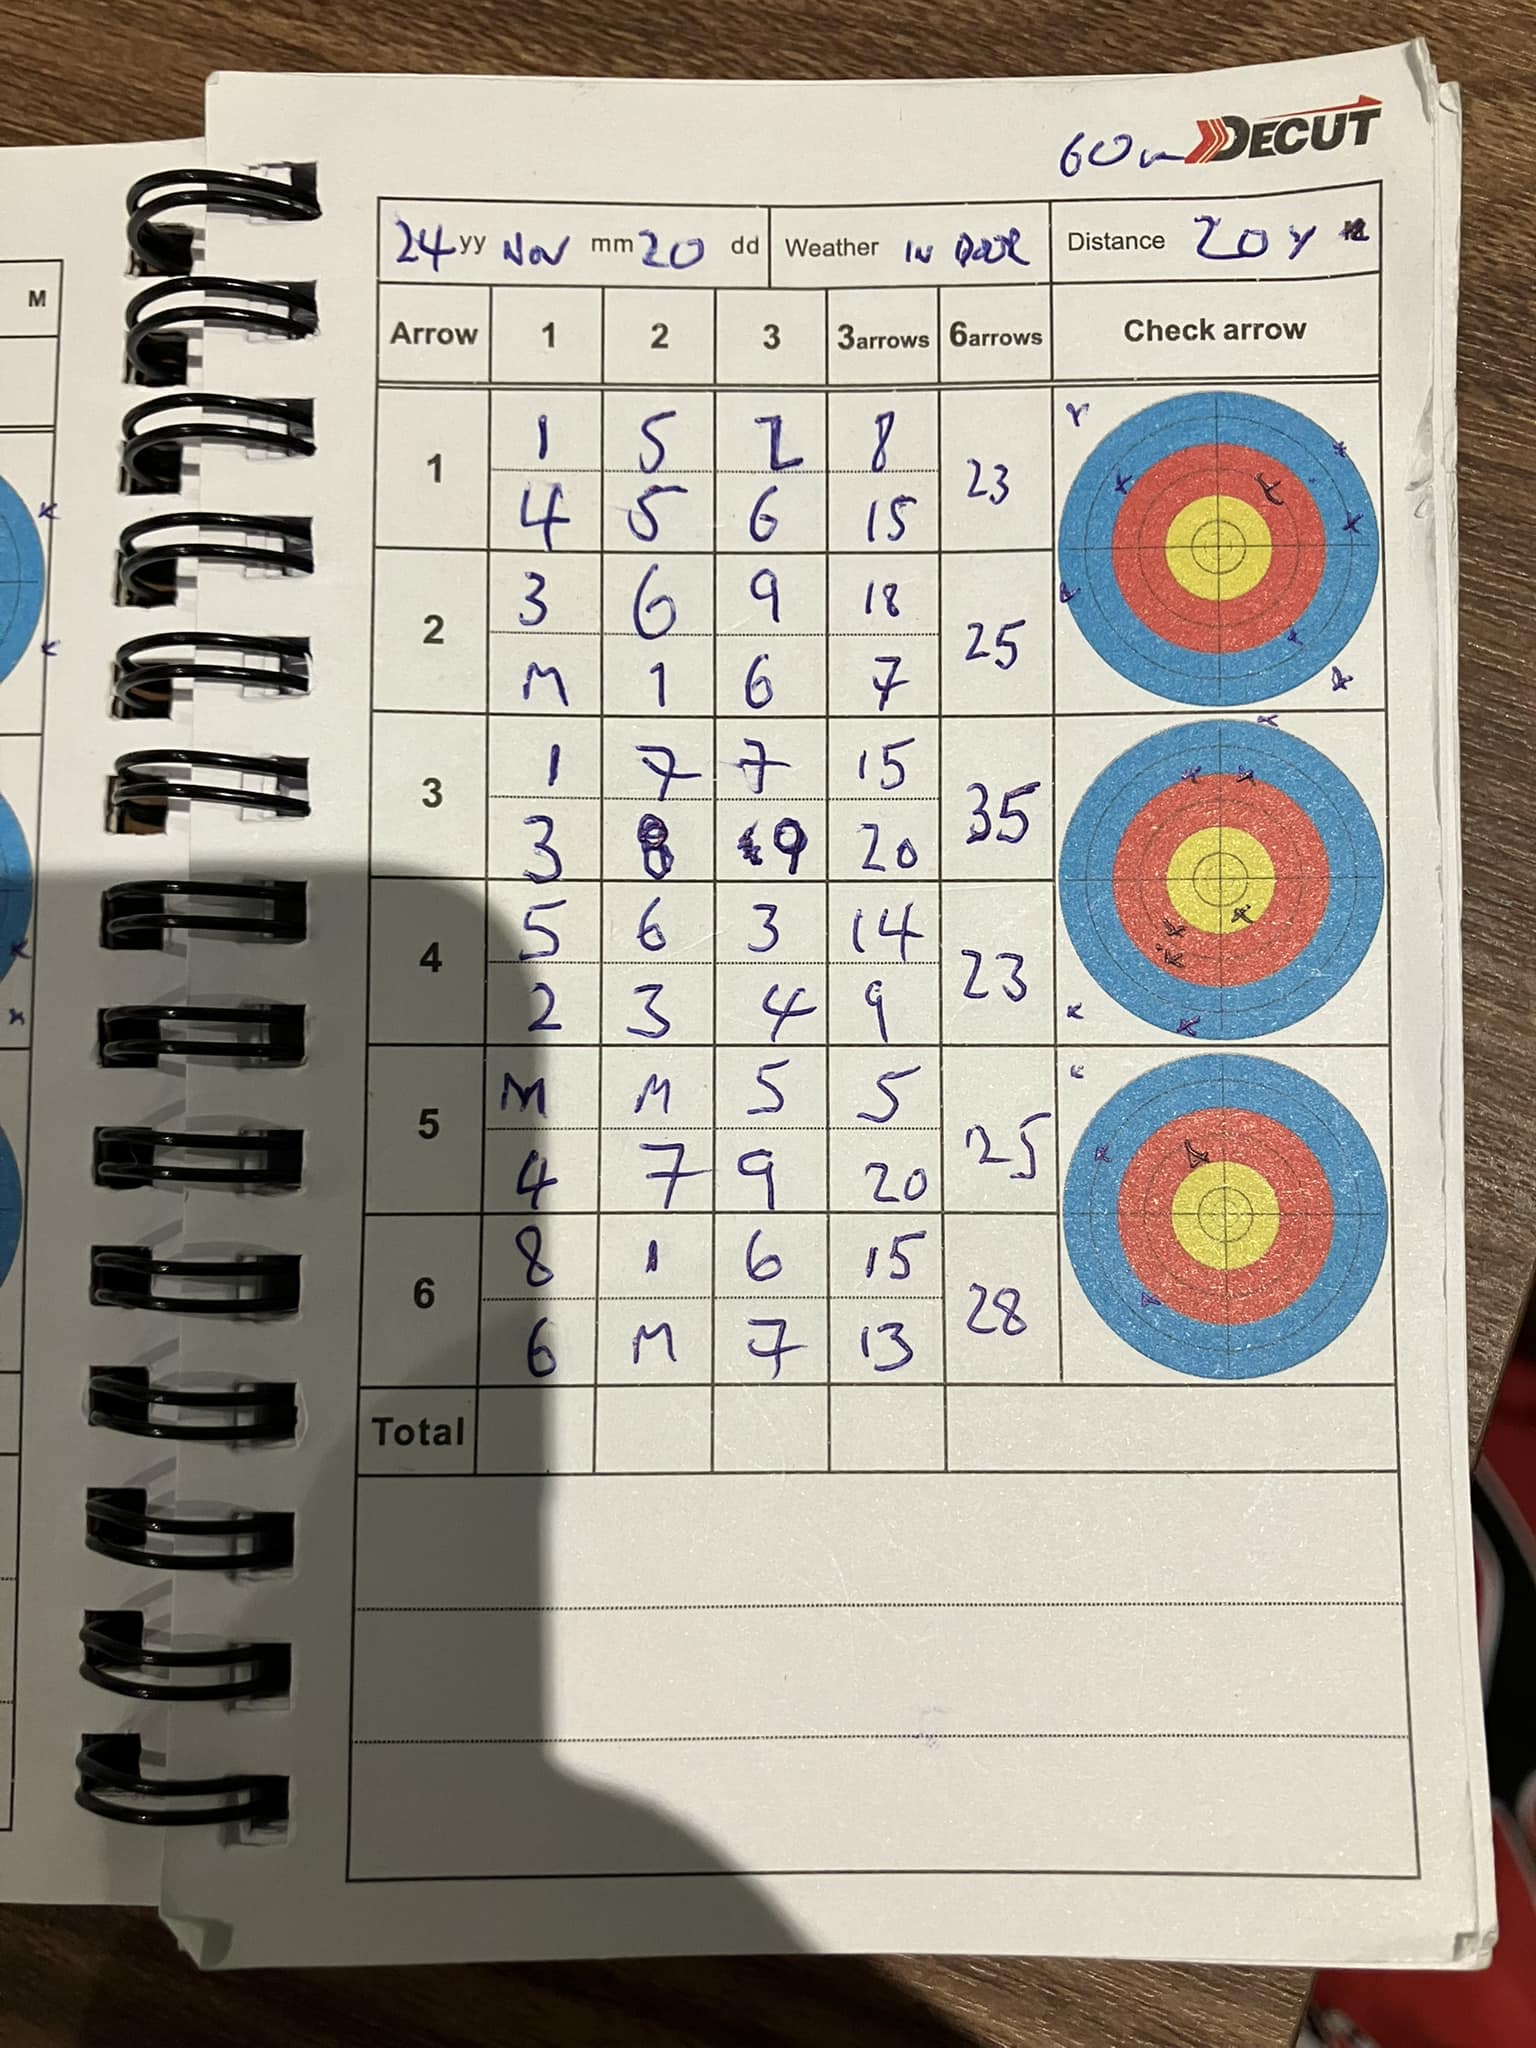 60
DECUT
M
24 yy Nov mm 20 dd Weather IN DOOR Distance 20 Y
Arrow 1 2 3 3arrows 6arrows Check arrow
1 1 5 2 8 23
4 5 6 15
2 3 6 9 18 25
M 1 6 7
3 1 7 7 15 35
3 8 9 20
4 5 6 3 14 23
2 3 4 9
5 M M 5 5 25
4 7 9 20
6 8 1 6 15 28
6 M 7 13
Total